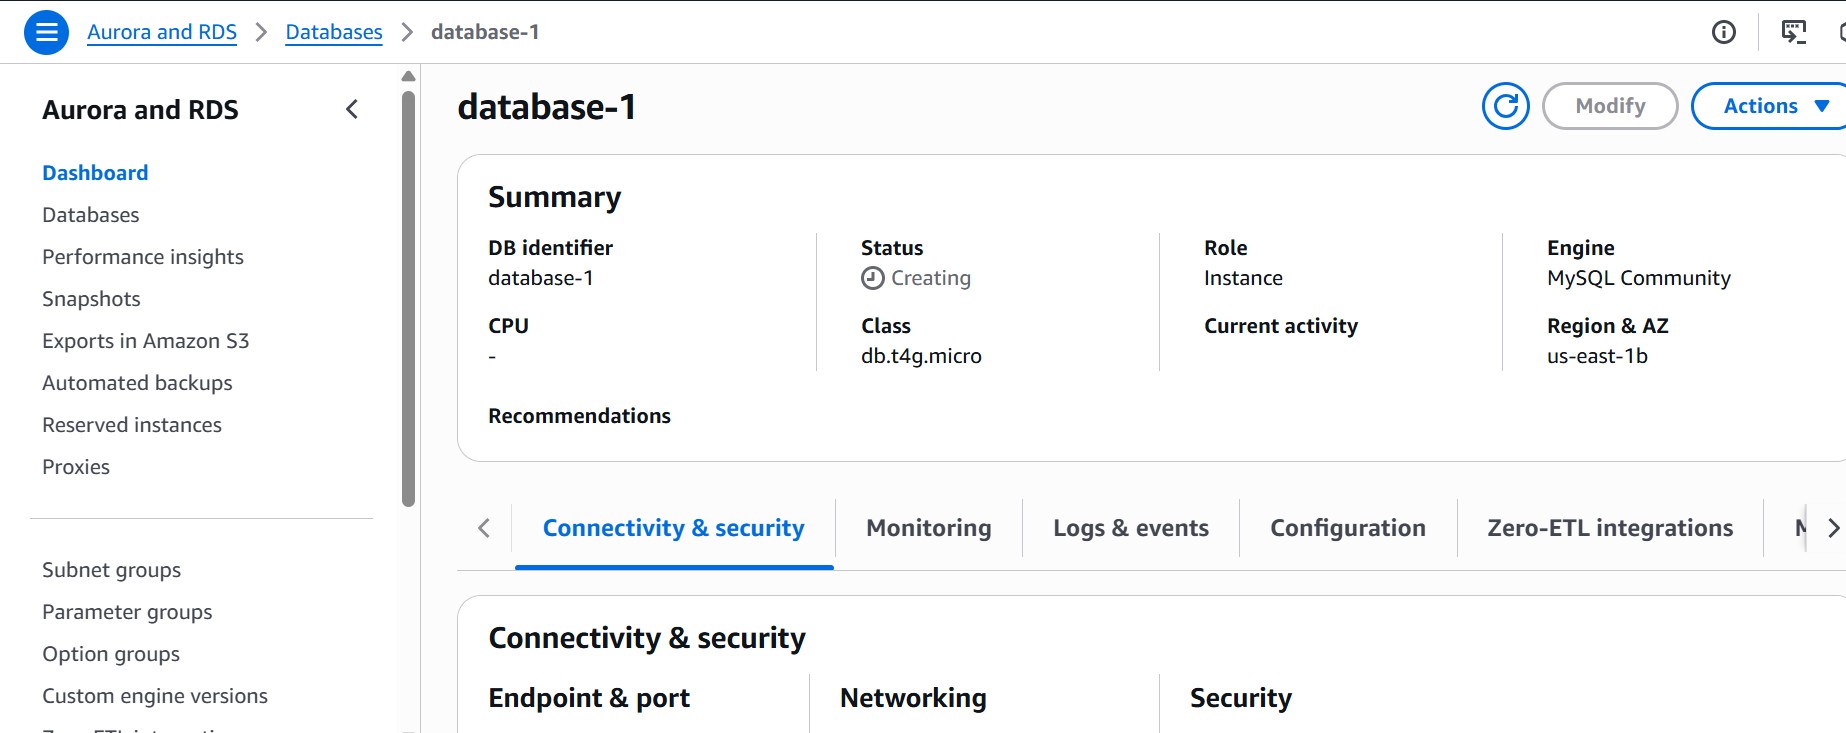 Aurora and RDS > Databases > database-1
Aurora and RDS
Dashboard
Databases
Performance insights
Snapshots
Exports in Amazon S3
Automated backups
Reserved instances
Proxies
Subnet groups
Parameter groups
Option groups
Custom engine versions
database-1
Modify
Actions
Summary
DB identifier
database-1
Status
Creating
Role
Instance
Engine
MySQL Community
CPU
-
Class
db.t4g.micro
Current activity
Region & AZ
us-east-1b
Recommendations
Connectivity & security
Monitoring
Logs & events
Configuration
Zero-ETL integrations
Connectivity & security
Endpoint & port
Networking
Security